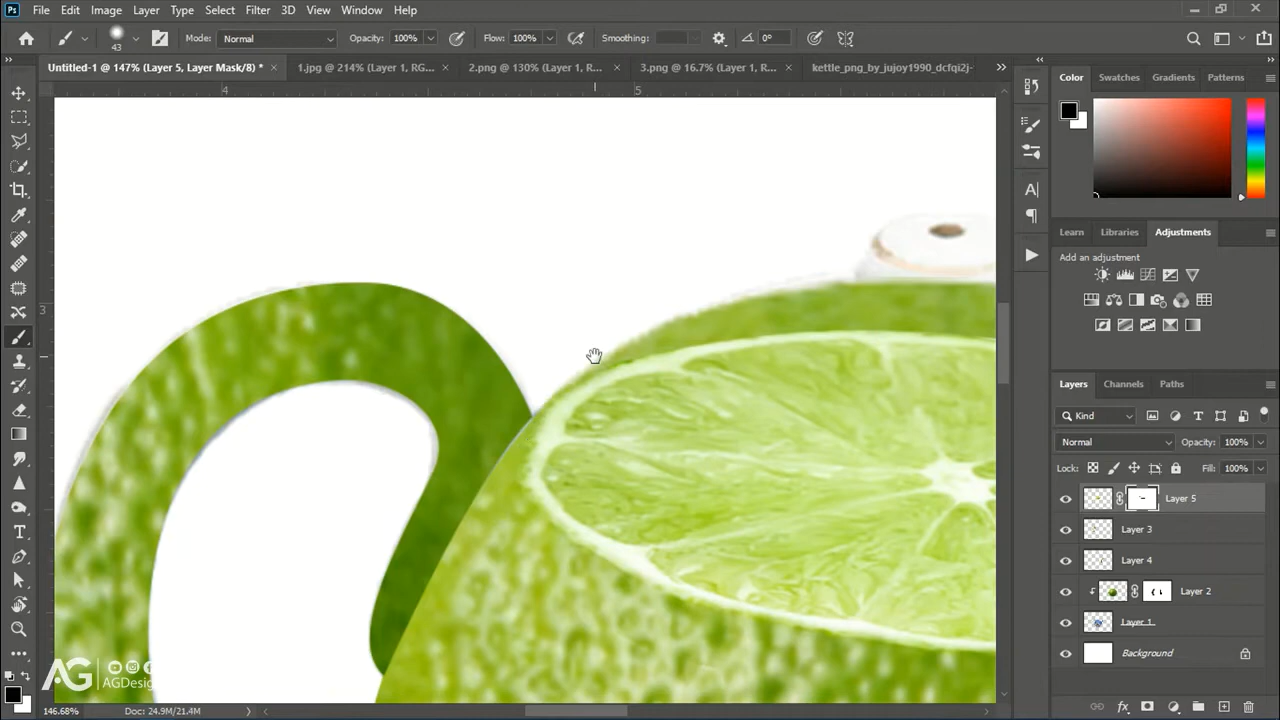 Ps File Edit Image Layer Type Select Filter 3D View Window Help
43 Mode: Normal Opacity: 100% Flow: 100% Smoothing: 0°
Untitled-1 @ 147% (Layer 5, Layer Mask/8) * × 1.jpg @ 214% (Layer 1, RG... × 2.png @ 130% (Layer 1, R... × 3.png @ 16.7% (Layer 1, R... × kettle_png_by_jujoy1990_dcfqi2j-
4 5
3
Color Swatches Gradients Patterns
Learn Libraries Adjustments
Add an adjustment
Layers Channels Paths
Kind
Normal Opacity: 100%
Lock: Fill: 100%
Layer 5
Layer 3
Layer 4
Layer 2
Layer 1
Background
AG AGDesig
146.68% Doc: 24.9M/21.4M